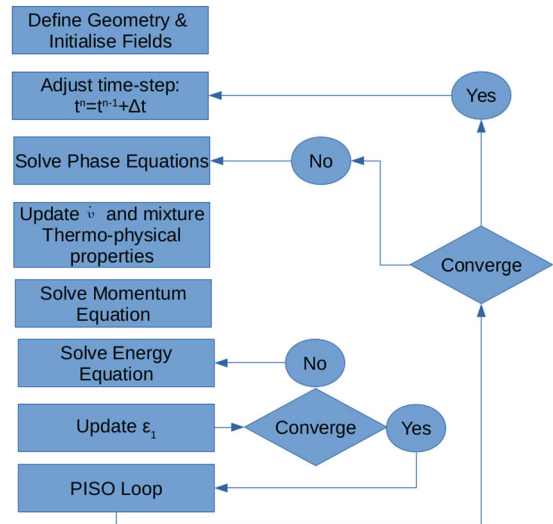 Define Geometry &
Initialise Fields
Adjust time-step:
tⁿ=tⁿ⁻¹+Δt
Yes
Solve Phase Equations
No
Update v̇ and mixture
Thermo-physical
properties
Converge
Solve Momentum
Equation
Solve Energy
Equation
No
Update ε₁
Converge
Yes
PISO Loop